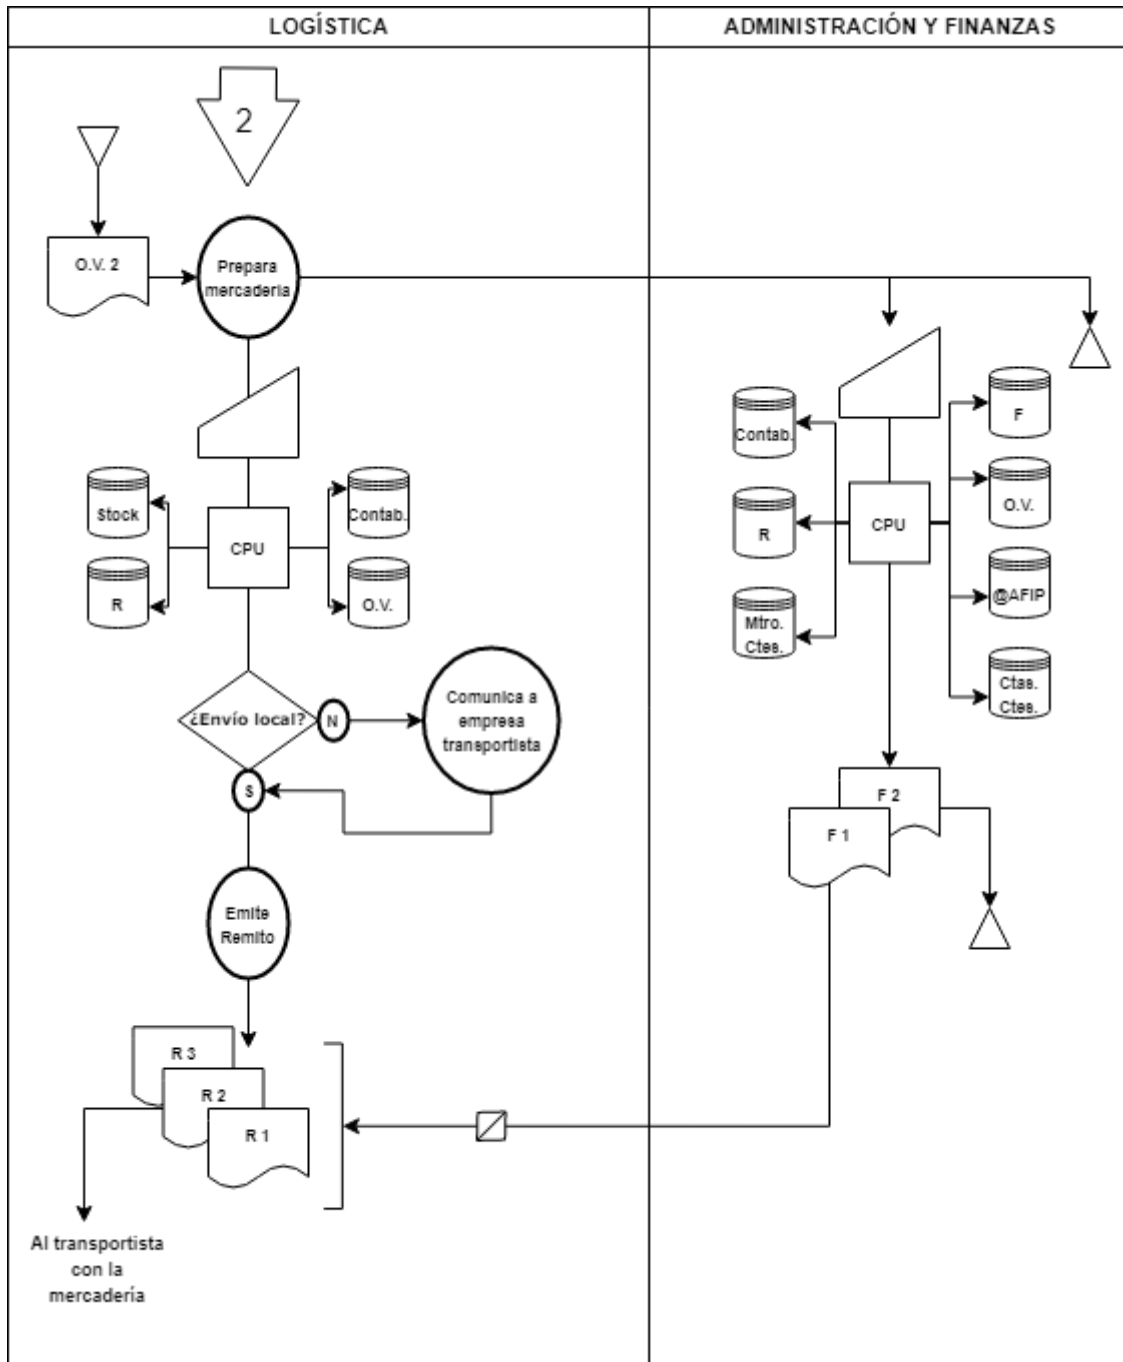 LOGÍSTICA
ADMINISTRACIÓN Y FINANZAS
2
O.V. 2
Prepara
mercaderia
Contab.
R
Mtro.
Ctes.
CPU
F
O.V.
@AFIP
Ctas.
Ctes.
Stock
R
CPU
Contab.
O.V.
¿Envío local?
N
Comunica a
empresa
transportista
S
F 2
F 1
Emite
Remito
R 3
R 2
R 1
Al transportista
con la
mercadería